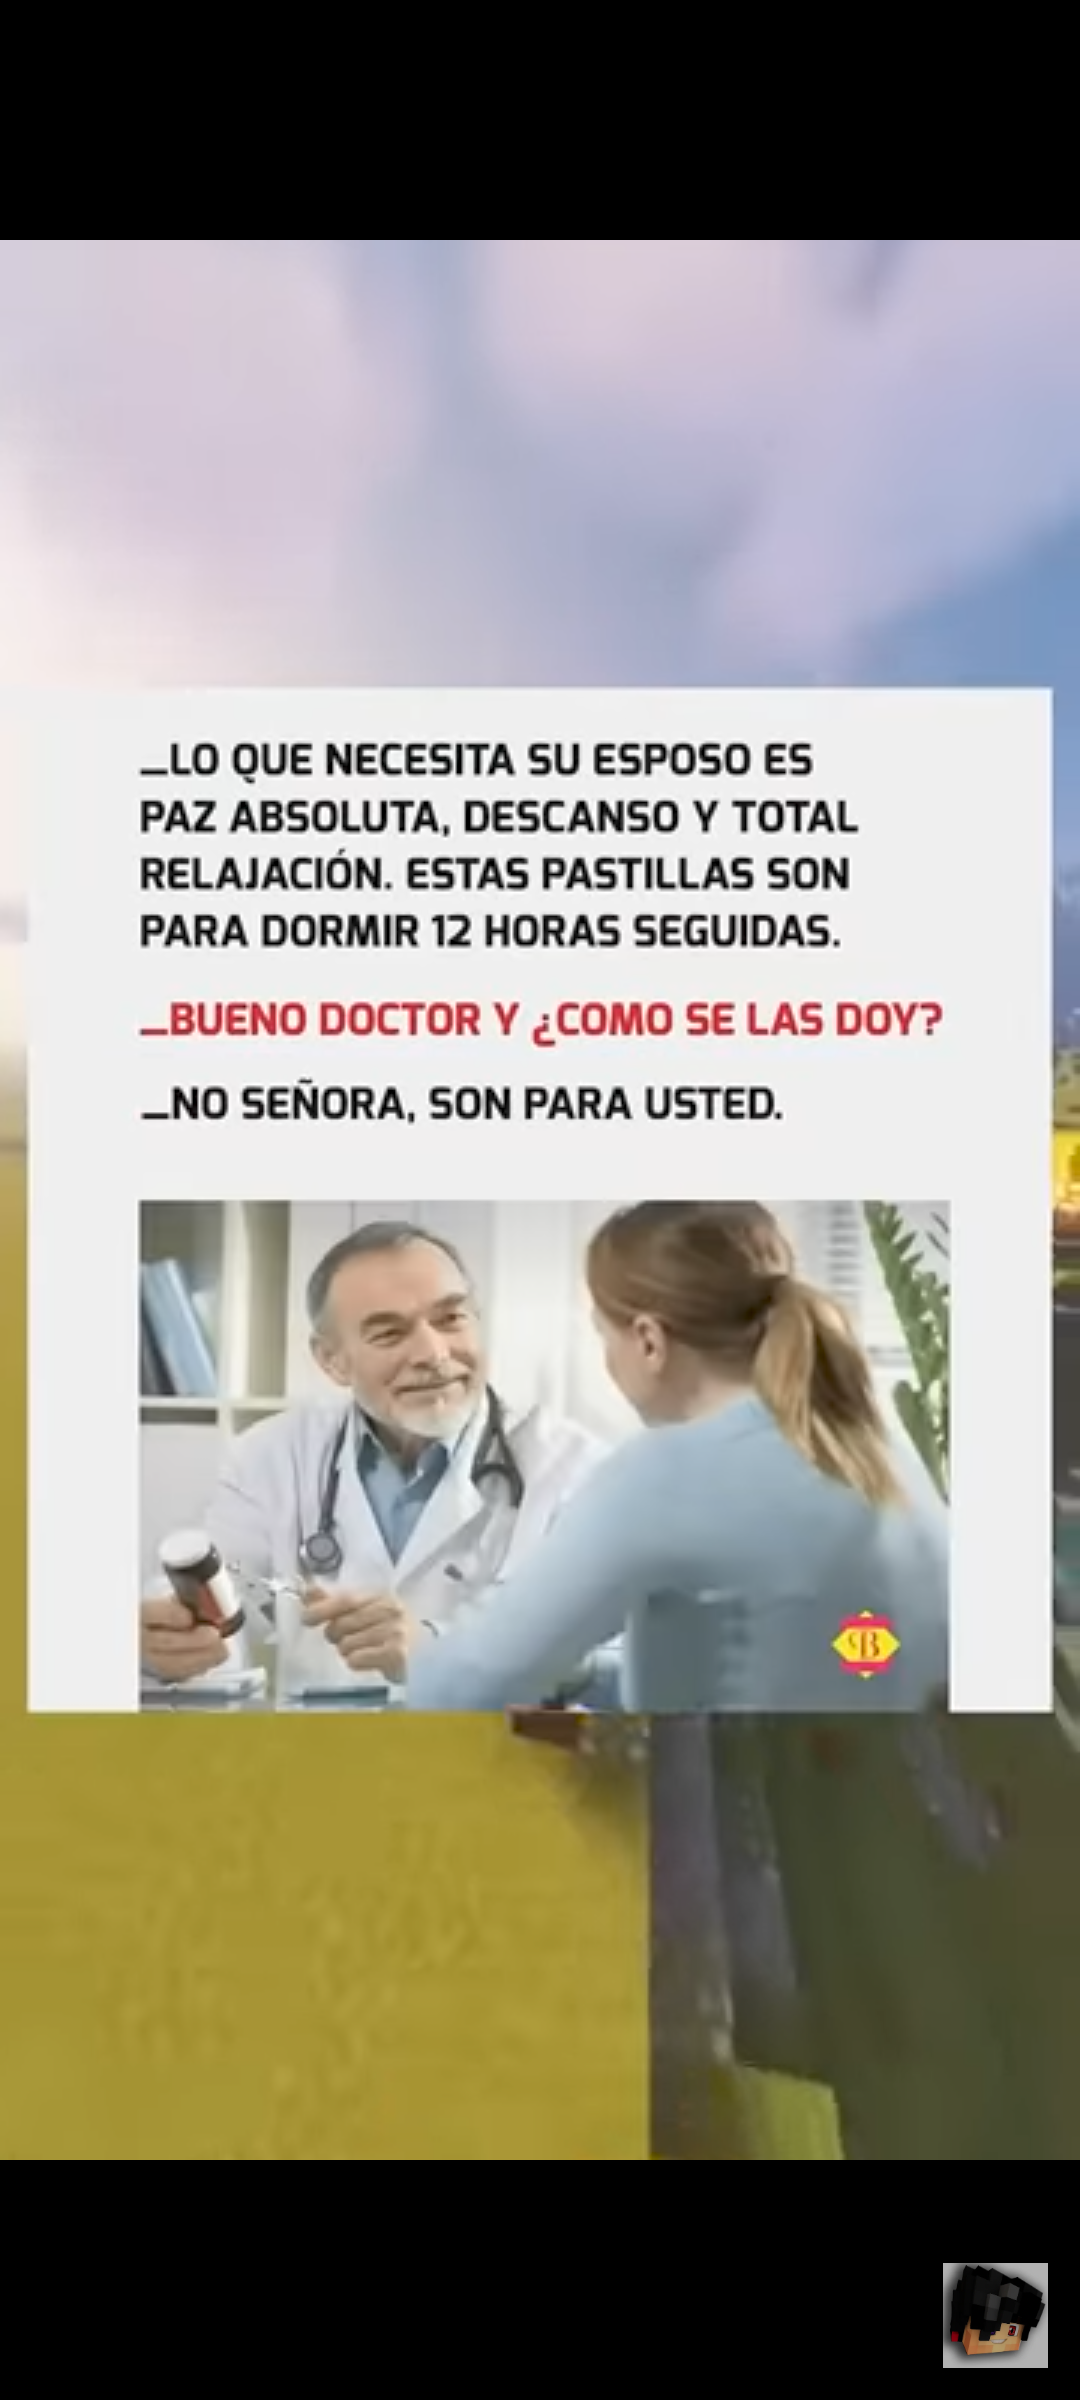 _LO QUE NECESITA SU ESPOSO ES
PAZ ABSOLUTA, DESCANSO Y TOTAL
RELAJACIÓN. ESTAS PASTILLAS SON
PARA DORMIR 12 HORAS SEGUIDAS.
_BUENO DOCTOR Y ¿COMO SE LAS DOY?
_NO SEÑORA, SON PARA USTED.